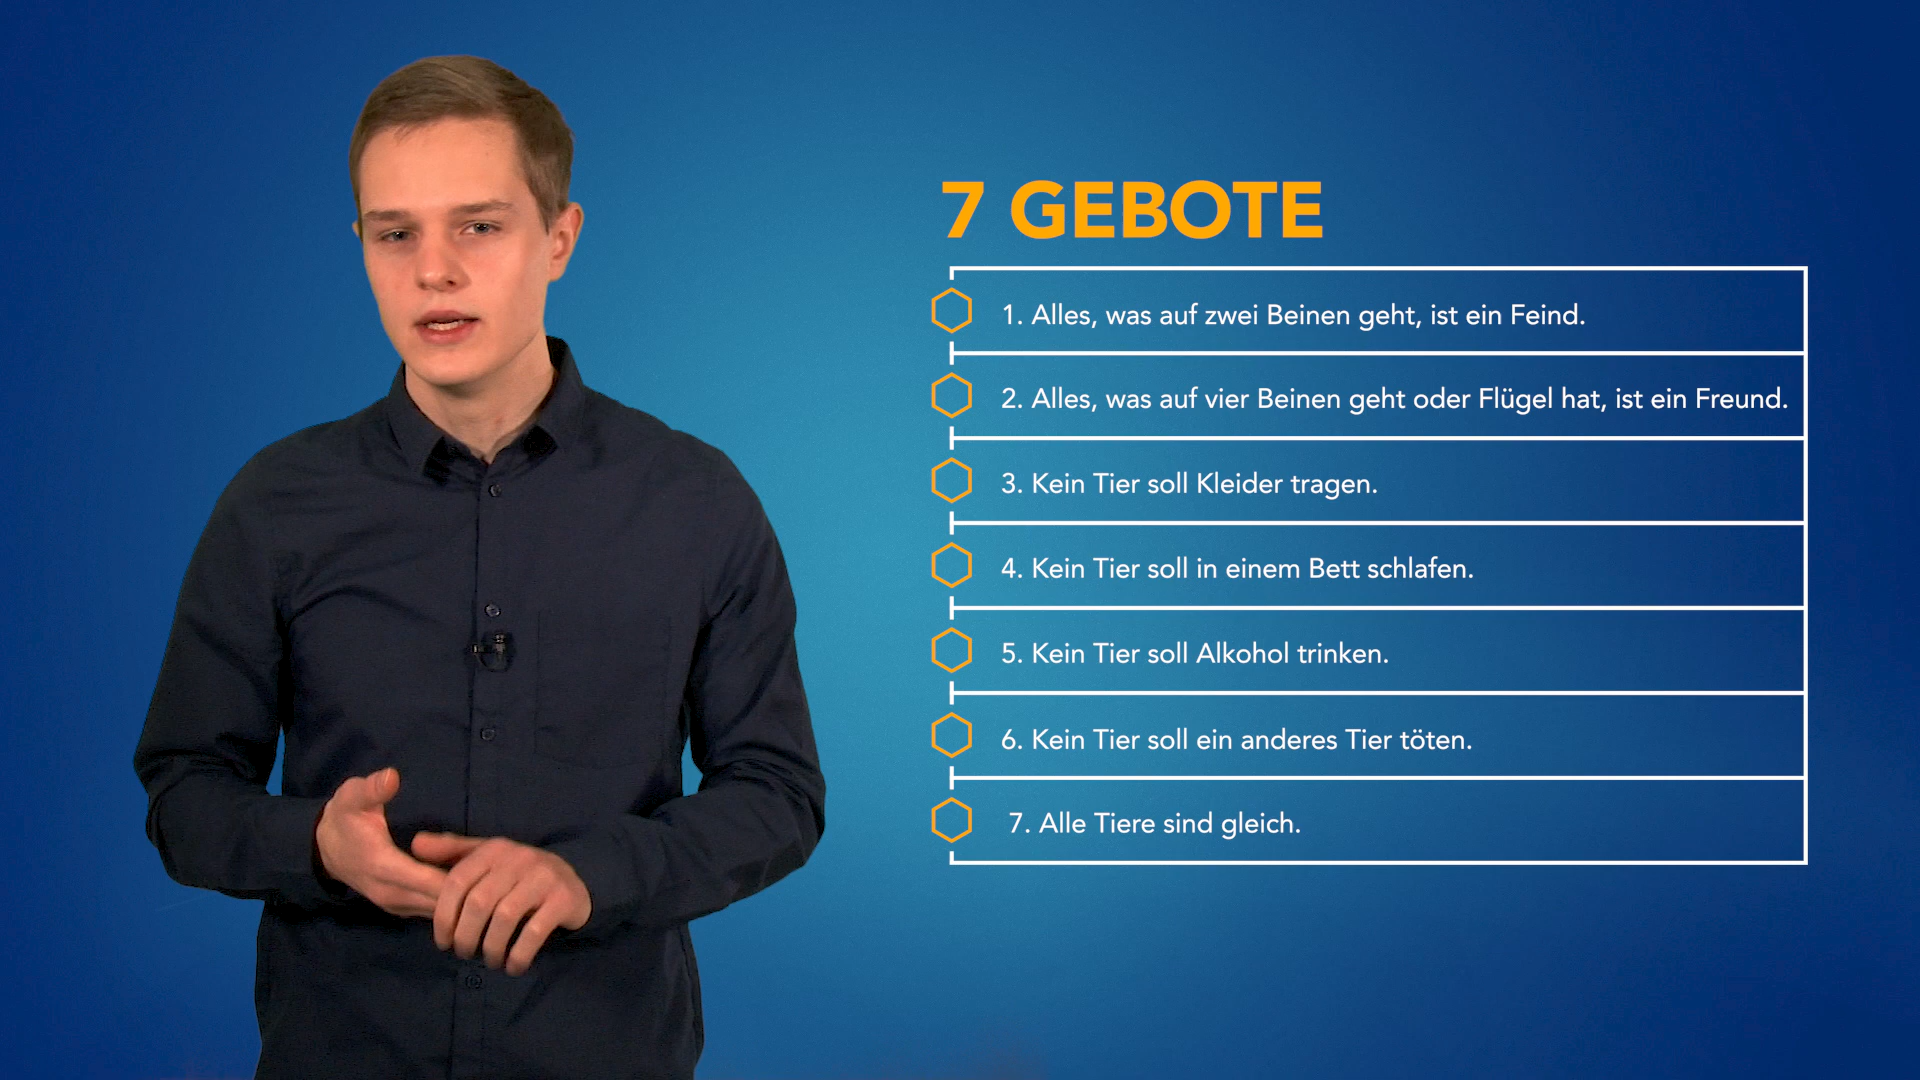 7 GEBOTE
1. Alles, was auf zwei Beinen geht, ist ein Feind.
2. Alles, was auf vier Beinen geht oder Flügel hat, ist ein Freund.
3. Kein Tier soll Kleider tragen.
4. Kein Tier soll in einem Bett schlafen.
5. Kein Tier soll Alkohol trinken.
6. Kein Tier soll ein anderes Tier töten.
7. Alle Tiere sind gleich.